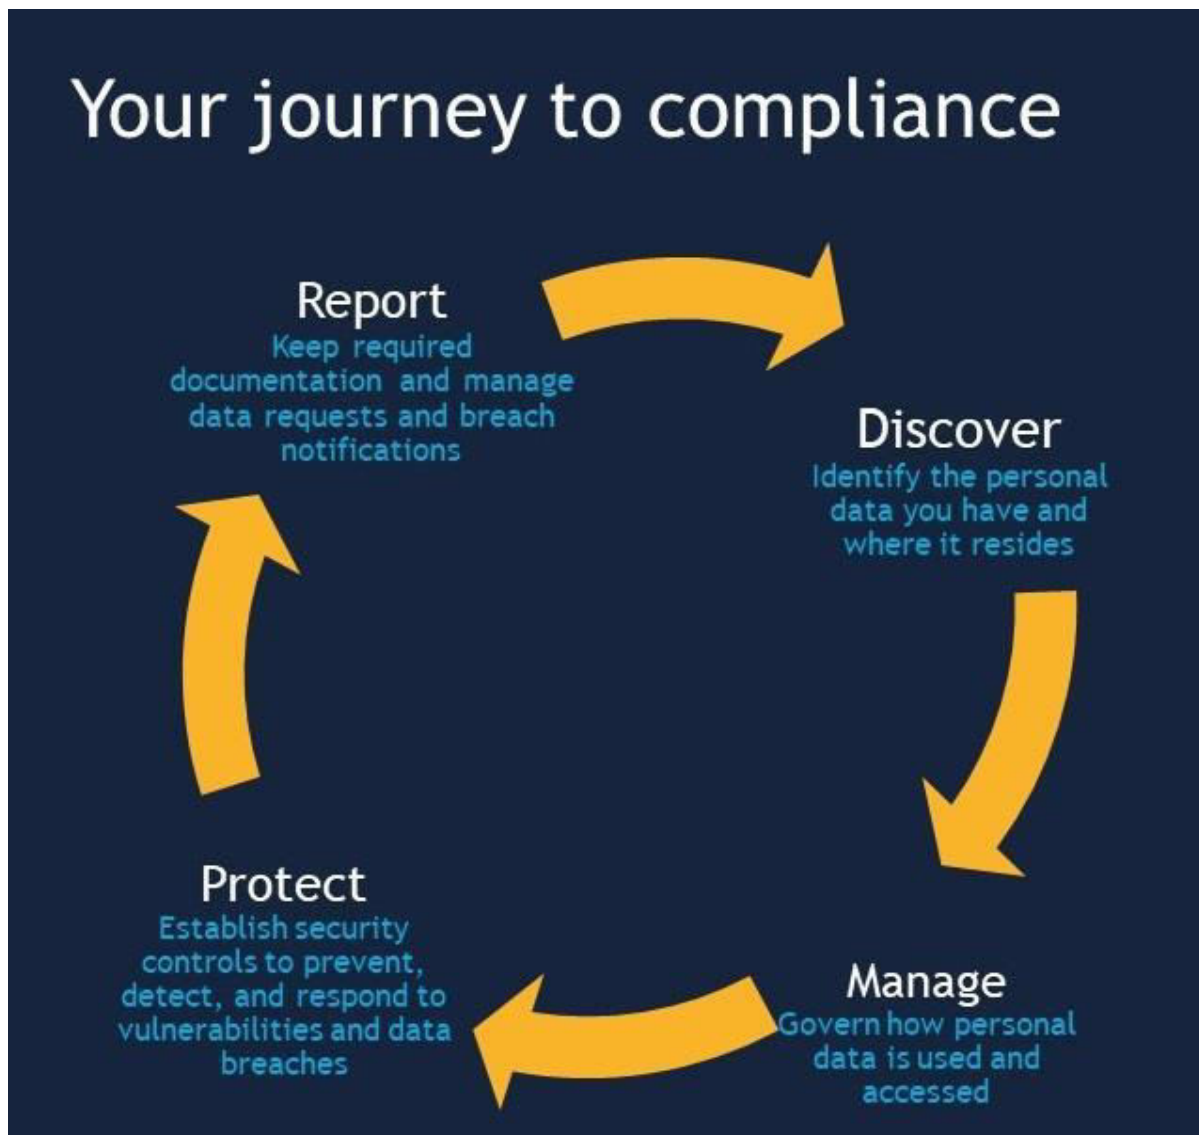 Your journey to compliance
Report
Keep required
documentation and manage
data requests and breach
notifications
Discover
Identify the personal
data you have and
where it resides
Protect
Establish security
controls to prevent,
detect, and respond to
vulnerabilities and data
breaches
Manage
Govern how personal
data is used and
accessed